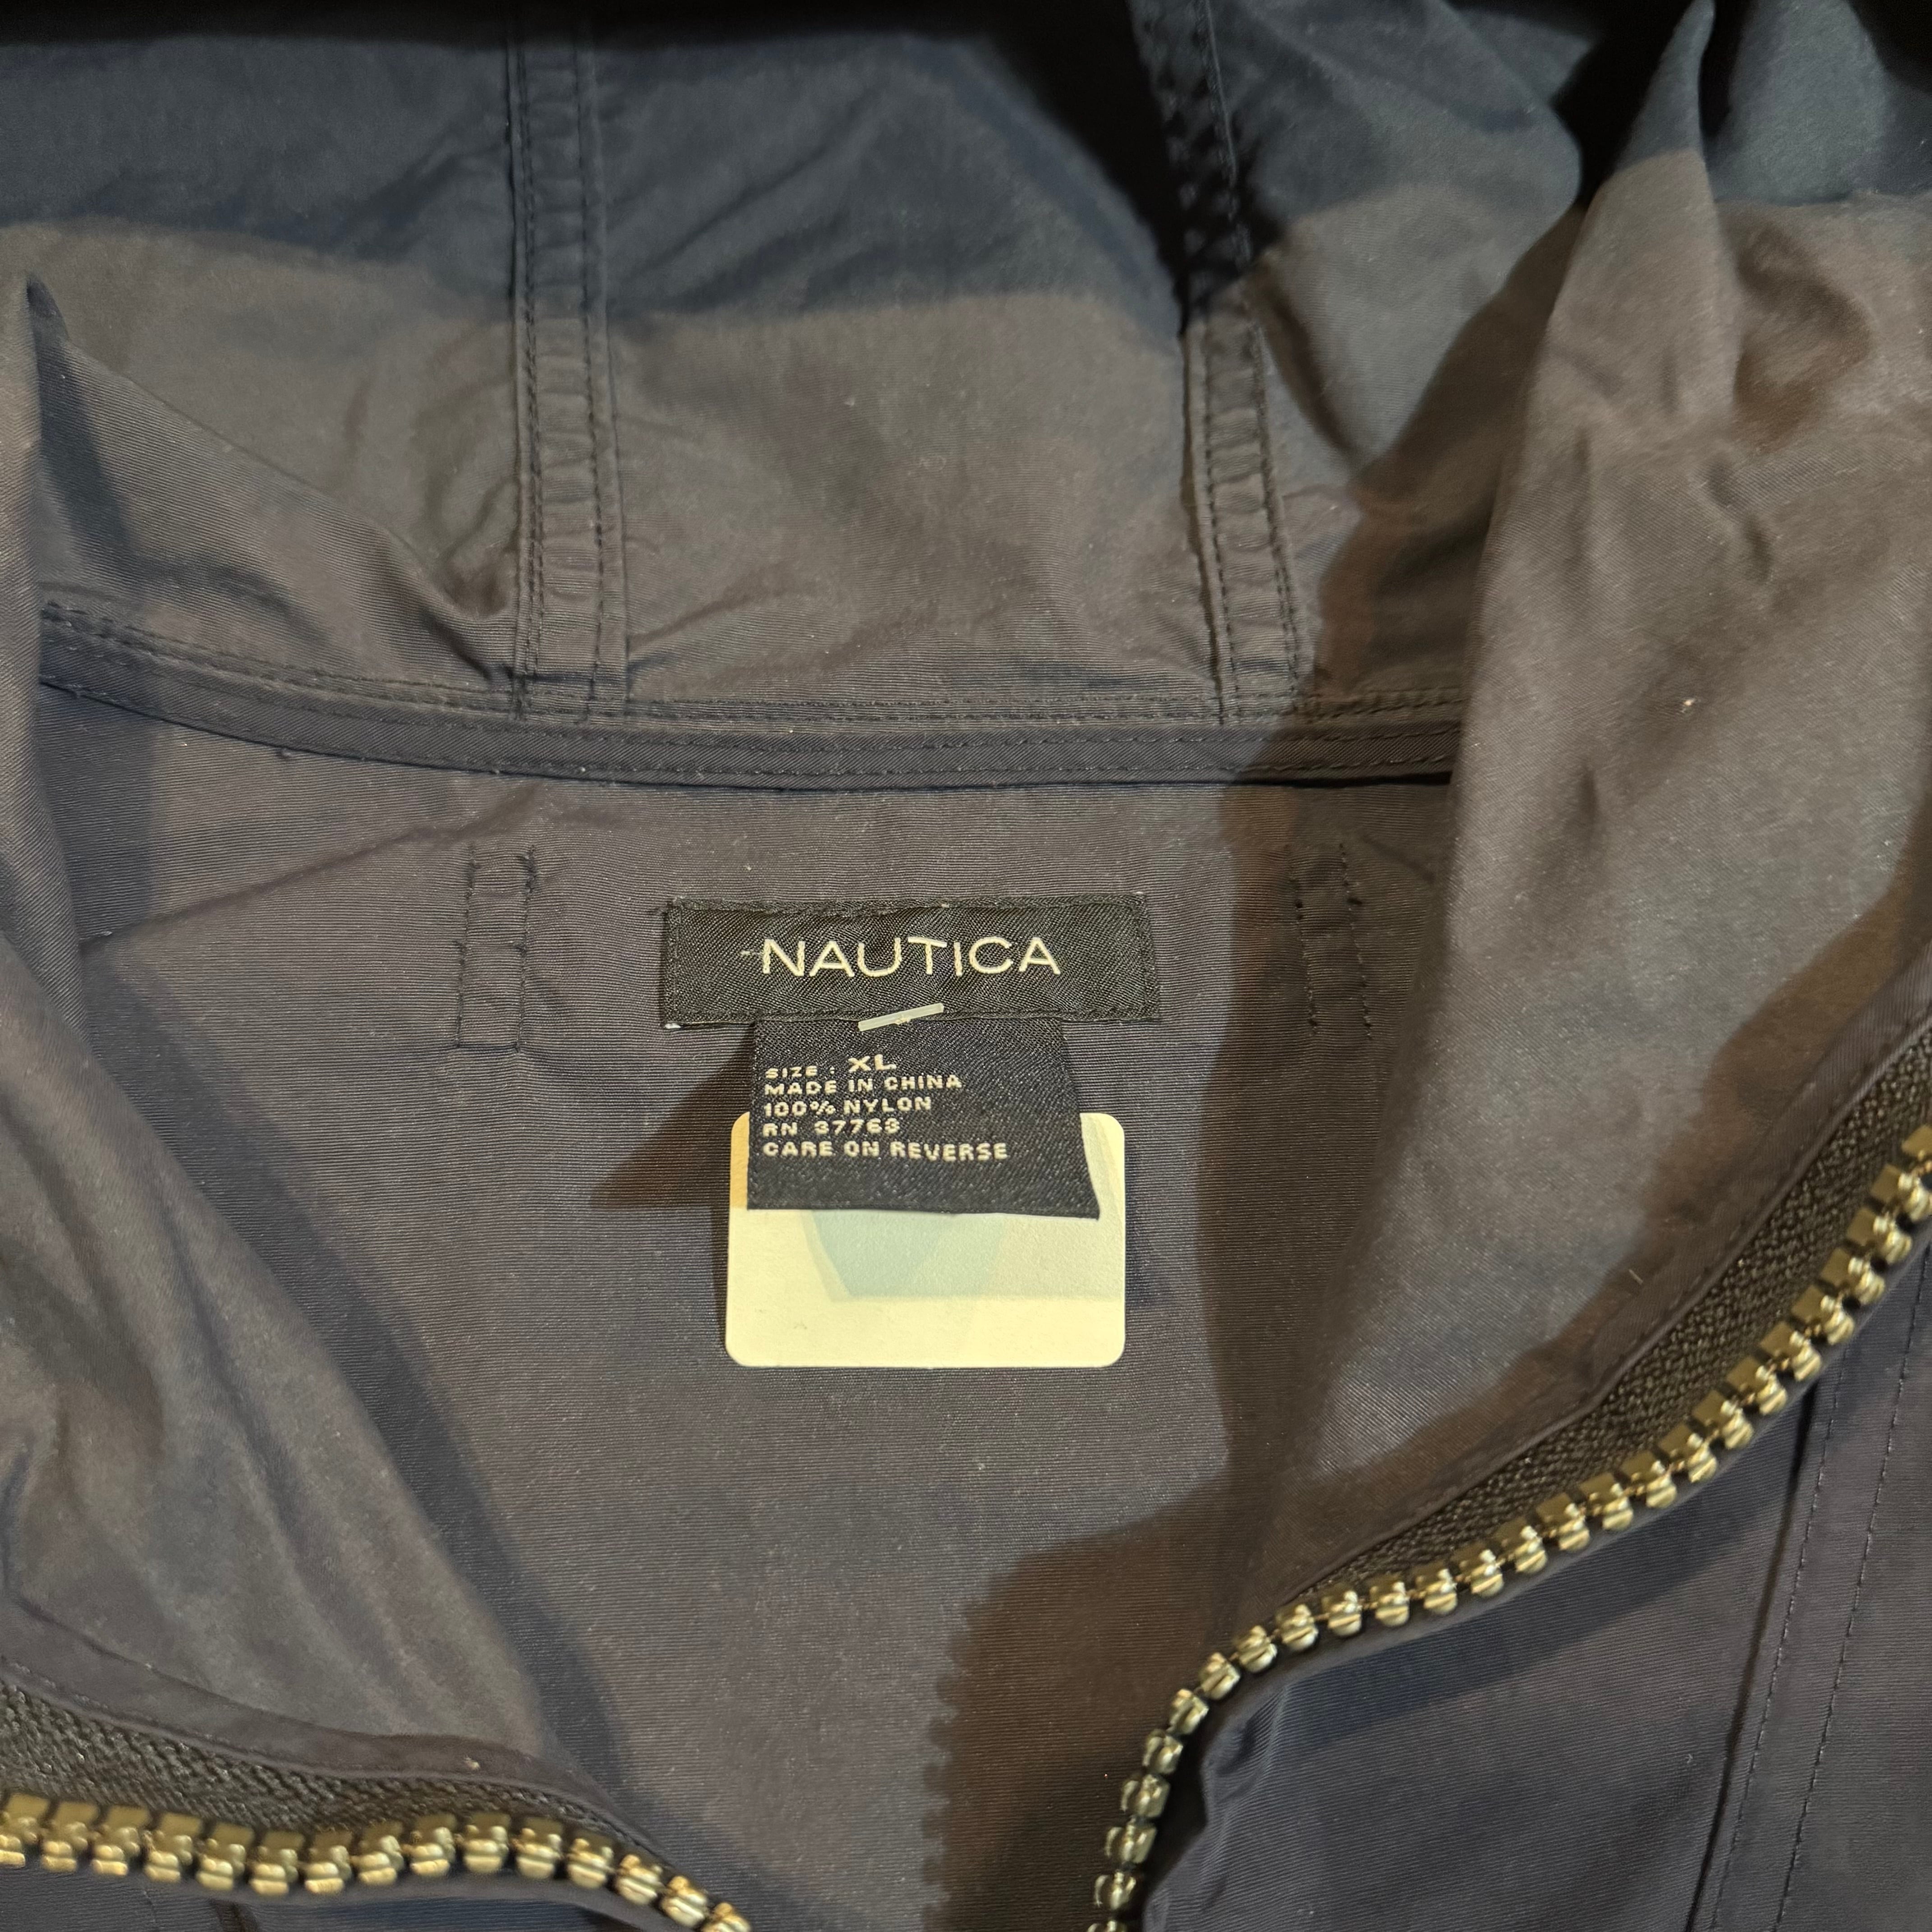 NAUTICA
SIZE : XL
MADE IN CHINA
100% NYLON
RN 37763
CARE ON REVERSE